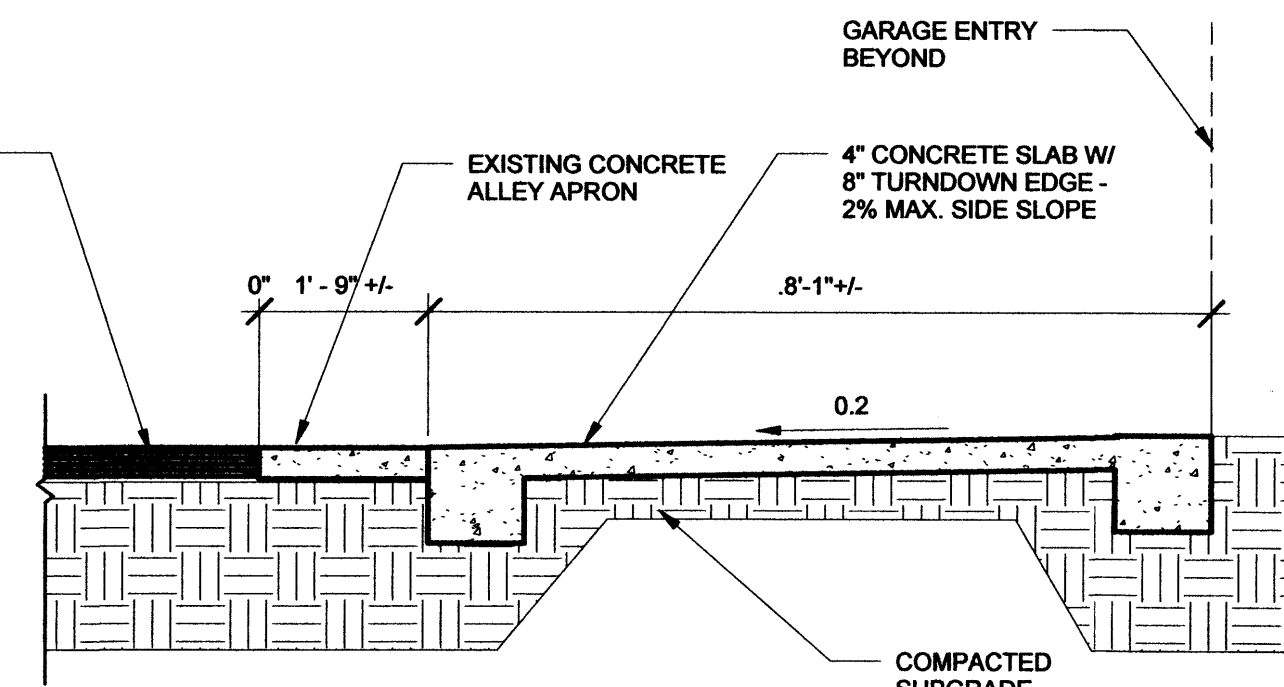 GARAGE ENTRY
BEYOND
EXISTING CONCRETE
ALLEY APRON
4" CONCRETE SLAB W/
8" TURNDOWN EDGE -
2% MAX. SIDE SLOPE
0" 1' - 9" +/- .8'-1"+/-
0.2
COMPACTED
SUBGRADE